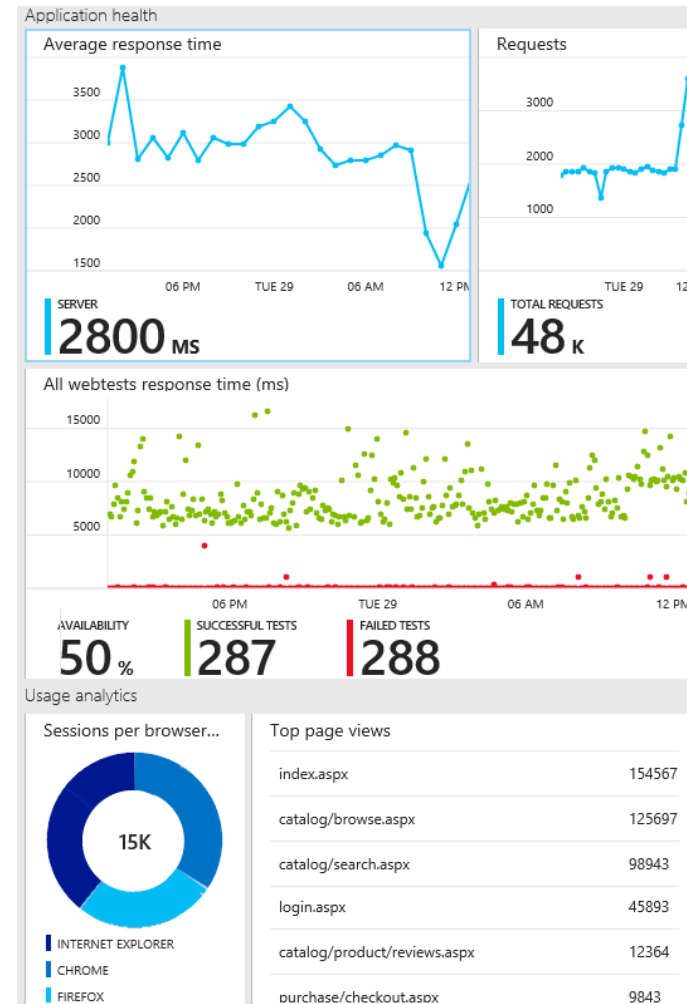 Application health
Average response time
3500
3000
2500
2000
1500
06 PM
TUE 29
06 AM
12 PM
SERVER
2800 MS
Requests
3000
2000
1000
TUE 29
12
TOTAL REQUESTS
48 K
All webtests response time (ms)
15000
10000
5000
06 PM
TUE 29
06 AM
12 PM
AVAILABILITY
50 %
SUCCESSFUL TESTS
287
FAILED TESTS
288
Usage analytics
Sessions per browser...
15K
INTERNET EXPLORER
CHROME
FIREFOX
Top page views
index.aspx 154567
catalog/browse.aspx 125697
catalog/search.aspx 98943
login.aspx 45893
catalog/product/reviews.aspx 12364
purchase/checkout.aspx 9843